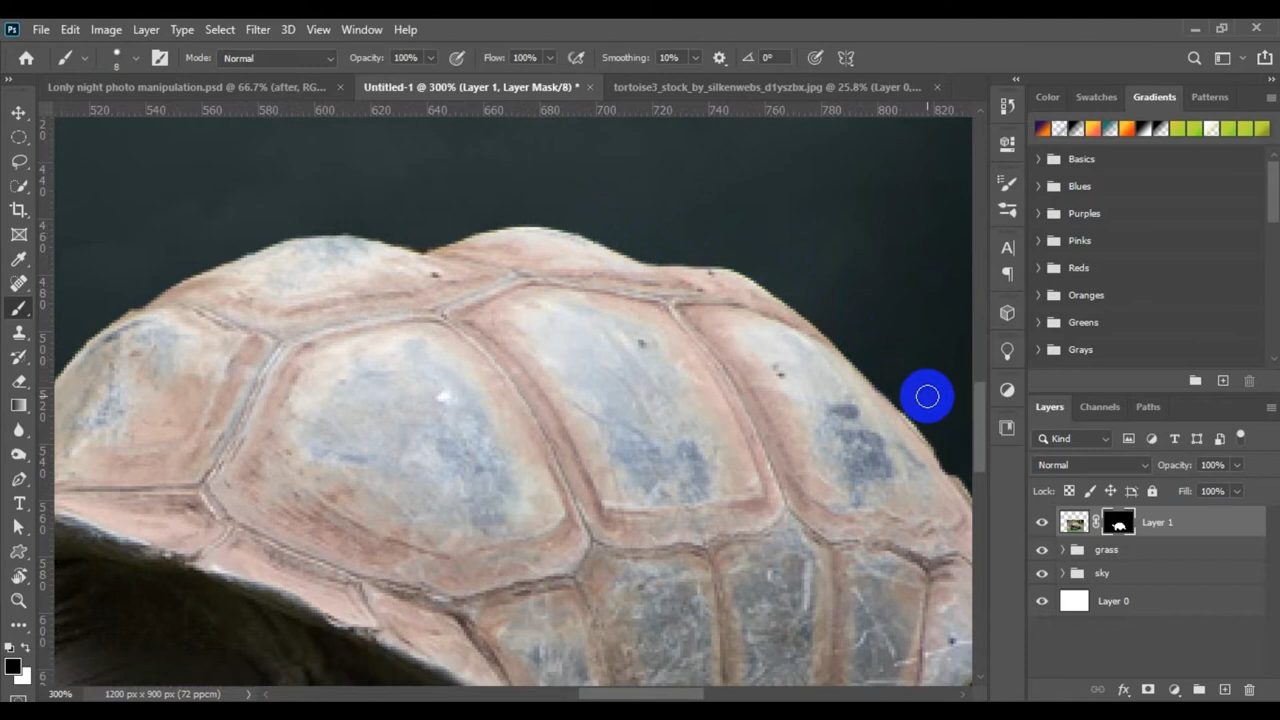 Ps File Edit Image Layer Type Select Filter 3D View Window Help
8 Mode: Normal Opacity: 100% Flow: 100% Smoothing: 10% 0°
Lonly night photo manipulation.psd @ 66.7% (after, RG... × Untitled-1 @ 300% (Layer 1, Layer Mask/8) * × tortoise3_stock_by_silkenwebs_d1yszbx.jpg @ 25.8% (Layer 0,... ×
Color Swatches Gradients Patterns
520 540 560 580 600 620 640 660 680 700 720 740 760 780 800 820
Basics
Blues
Purples
Pinks
Reds
Oranges
Greens
Grays
Layers Channels Paths
Kind
Normal Opacity: 100%
Lock: Fill: 100%
Layer 1
grass
sky
Layer 0
300% 1200 px x 900 px (72 ppcm)